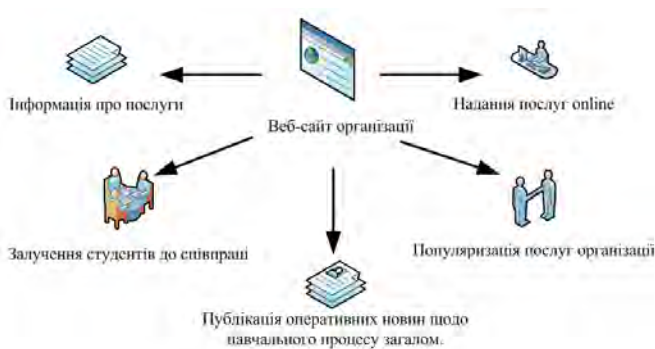 Інформація про послуги
Надання послуг online
Веб-сайт організації
Залучення студентів до співпраці
Популяризація послуг організації
Публікація оперативних новин щодо
навчального процесу загалом.